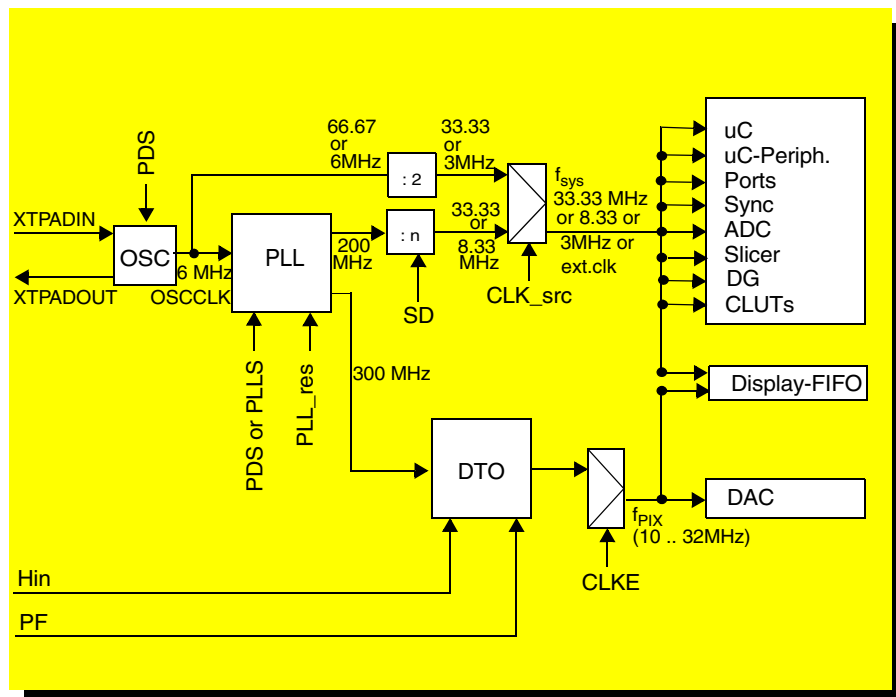 66.67
or
6MHz
33.33
or
3MHz
PDS
: 2
f_sys
33.33 MHz
or 8.33 or
3MHz or
ext.clk
uC
uC-Periph.
Ports
Sync
ADC
Slicer
DG
CLUTs
XTPADIN
OSC
XTPADOUT
6 MHz
OSCCLK
PLL
200
MHz
: n
33.33
or
8.33
MHz
SD
CLK_src
PDS or PLLS
PLL_res
300 MHz
Display-FIFO
DTO
DAC
f_PIX
(10 .. 32MHz)
CLKE
Hin
PF